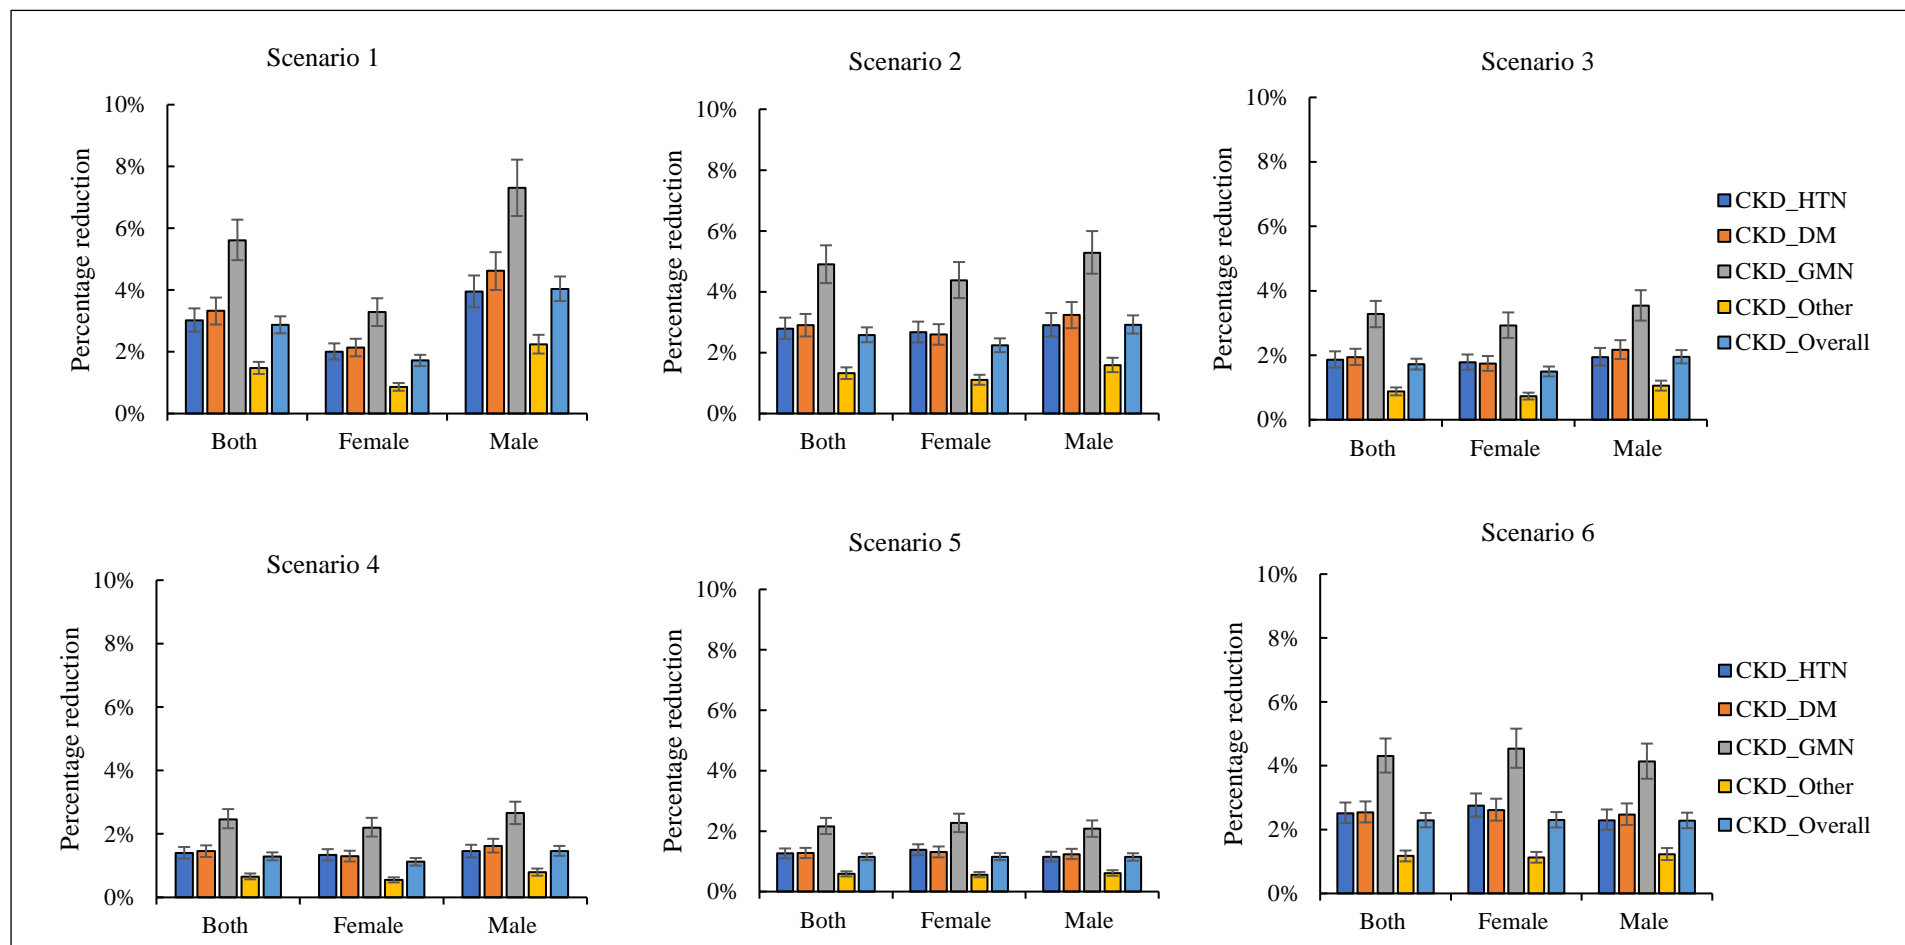 Scenario 1
Percentage reduction
10%
8%
6%
4%
2%
0%
Both Female Male
Scenario 2
Percentage reduction
10%
8%
6%
4%
2%
0%
Both Female Male
Scenario 3
Percentage reduction
10%
8%
6%
4%
2%
0%
Both Female Male
CKD_HTN
CKD_DM
CKD_GMN
CKD_Other
CKD_Overall
Scenario 4
Percentage reduction
10%
8%
6%
4%
2%
0%
Both Female Male
Scenario 5
Percentage reduction
10%
8%
6%
4%
2%
0%
Both Female Male
Scenario 6
Percentage reduction
10%
8%
6%
4%
2%
0%
Both Female Male
CKD_HTN
CKD_DM
CKD_GMN
CKD_Other
CKD_Overall